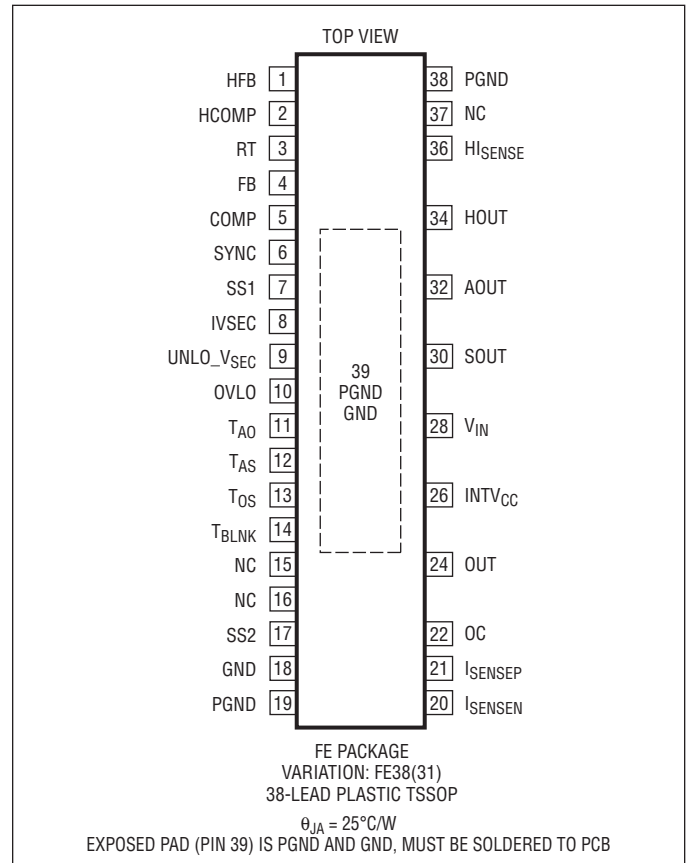 TOP VIEW
HFB 1
HCOMP 2
RT 3
FB 4
COMP 5
SYNC 6
SS1 7
IVSEC 8
UNLO_VSEC 9
OVLO 10
TAO 11
TAS 12
TOS 13
TBLNK 14
NC 15
NC 16
SS2 17
GND 18
PGND 19
39
PGND
GND
38 PGND
37 NC
36 HISENSE
34 HOUT
32 AOUT
30 SOUT
28 VIN
26 INTVCC
24 OUT
22 OC
21 ISENSEP
20 ISENSEN
FE PACKAGE
VARIATION: FE38(31)
38-LEAD PLASTIC TSSOP
θJA = 25°C/W
EXPOSED PAD (PIN 39) IS PGND AND GND, MUST BE SOLDERED TO PCB